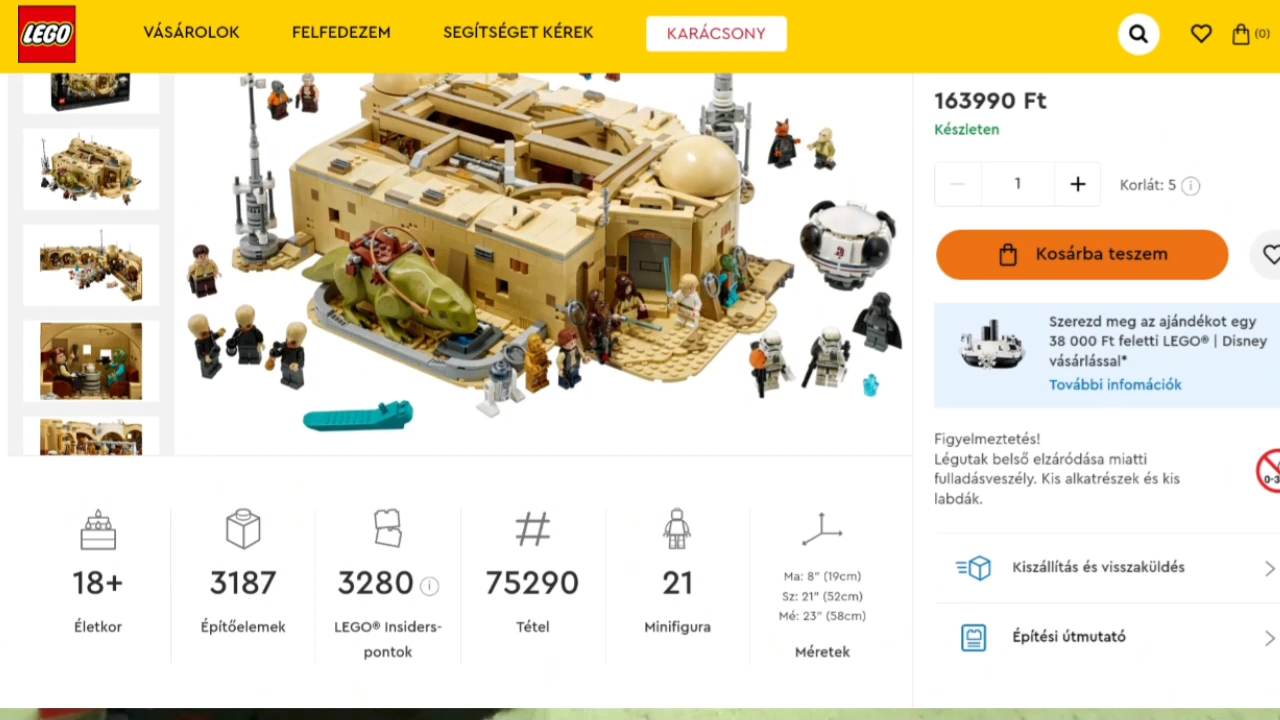 LEGO
VÁSÁROLOK
FELFEDEZEM
SEGÍTSÉGET KÉREK
KARÁCSONY
(0)
163990 Ft
Készleten
1
Korlát: 5
Kosárba teszem
Szerezd meg az ajándékot egy
38 000 Ft feletti LEGO® | Disney
vásárlással*
További infomációk
Figyelmeztetés!
Légutak belső elzáródása miatti
fulladásveszély. Kis alkatrészek és kis
labdák.
0-3
Kiszállítás és visszaküldés
Építési útmutató
18+
Életkor
3187
Építőelemek
3280
LEGO® Insiders-
pontok
75290
Tétel
21
Minifigura
Ma: 8" (19cm)
Sz: 21" (52cm)
Mé: 23" (58cm)
Méretek